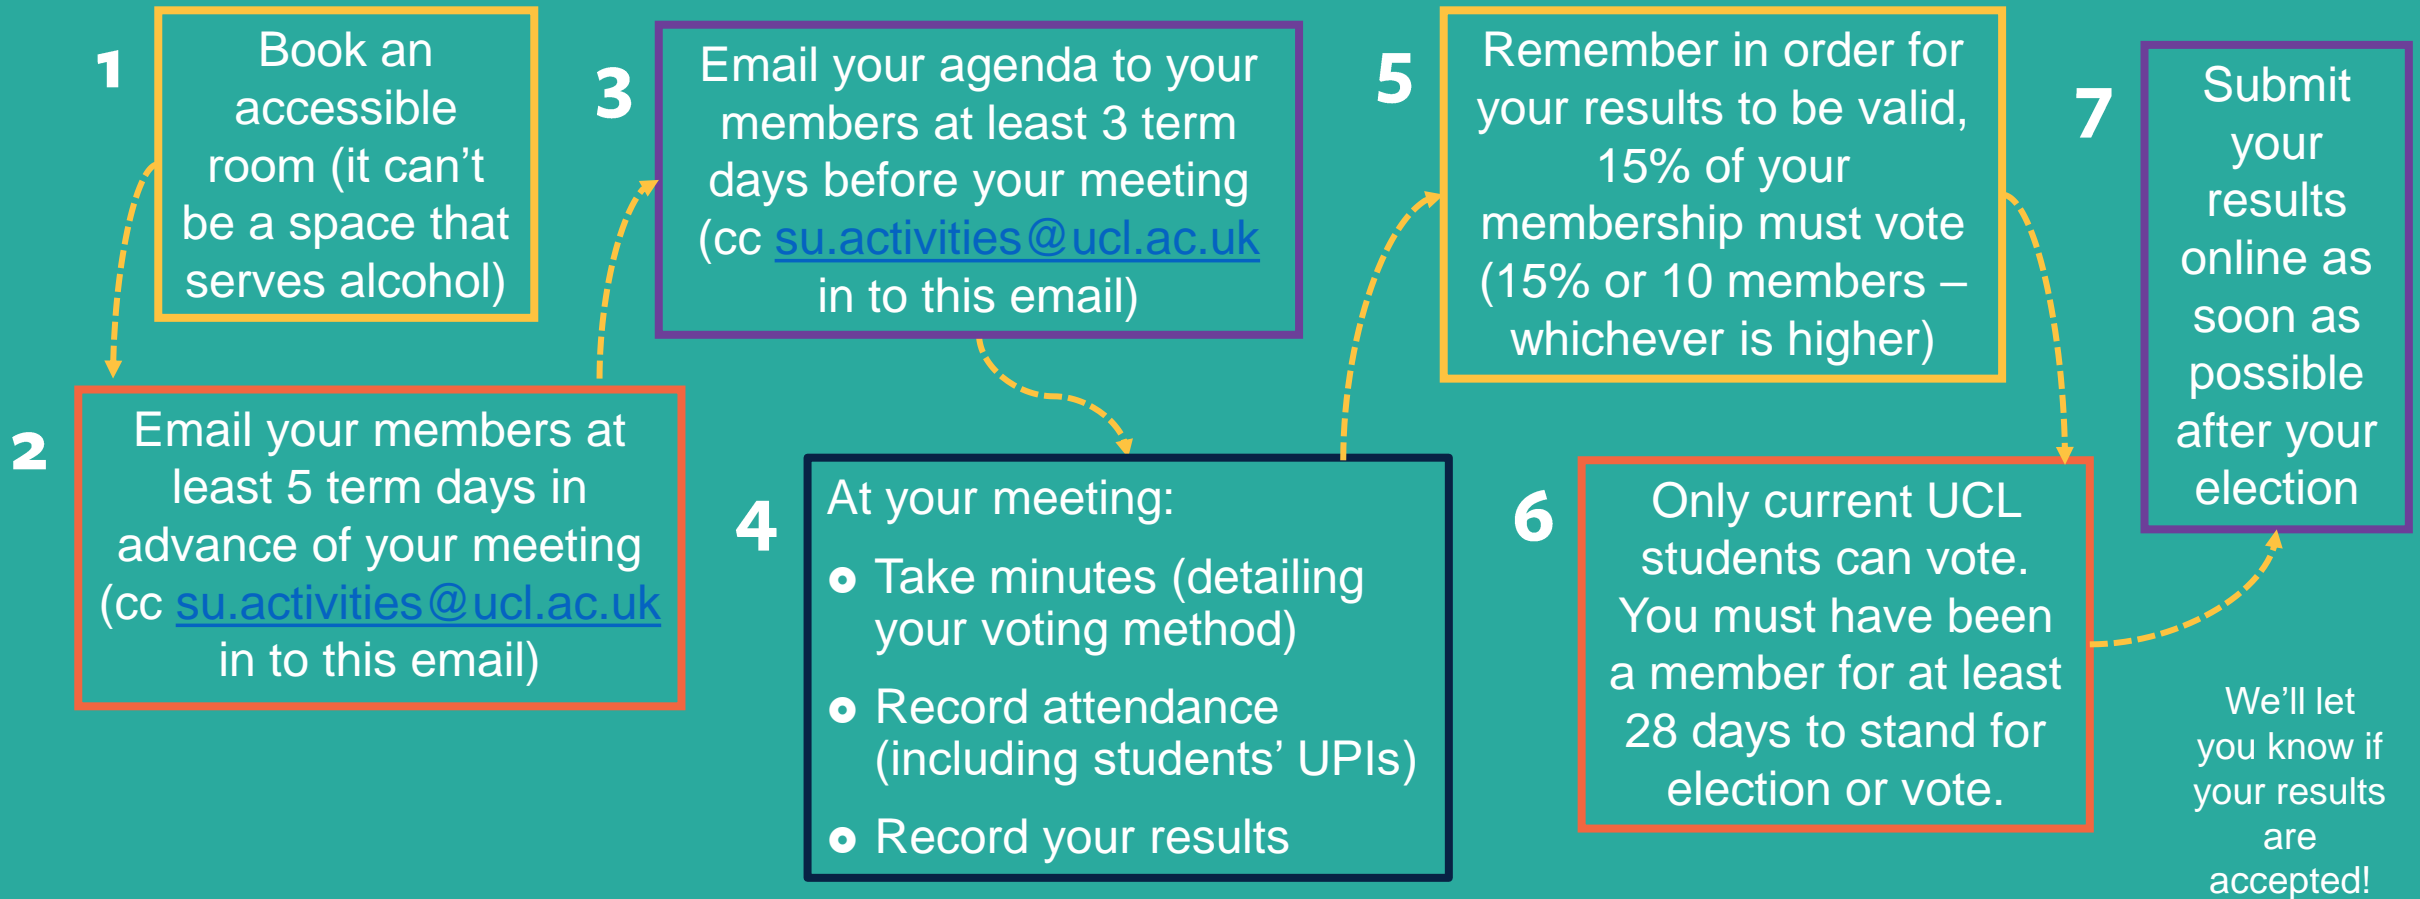 1
Book an
accessible
room (it can’t
be a space that
serves alcohol)
2
Email your members at
least 5 term days in
advance of your meeting
(cc su.activities@ucl.ac.uk
in to this email)
3
Email your agenda to your
members at least 3 term
days before your meeting
(cc su.activities@ucl.ac.uk
in to this email)
4
At your meeting:
Take minutes (detailing
your voting method)
Record attendance
(including students’ UPIs)
Record your results
5
Remember in order for
your results to be valid,
15% of your
membership must vote
(15% or 10 members –
whichever is higher)
6
Only current UCL
students can vote.
You must have been
a member for at least
28 days to stand for
election or vote.
7
Submit
your
results
online as
soon as
possible
after your
election
We’ll let
you know if
your results
are
accepted!